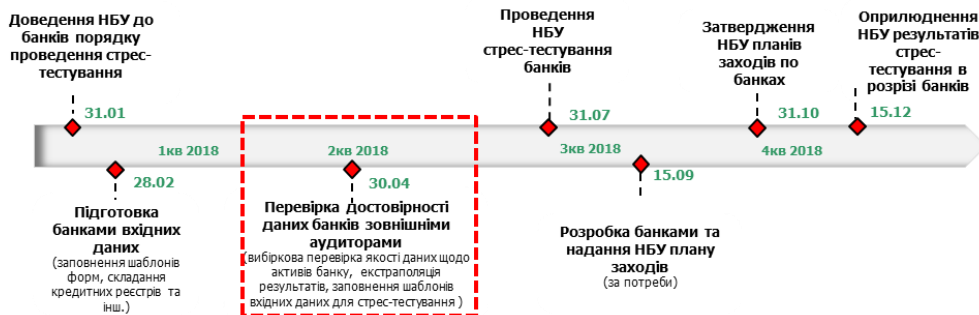 Доведення НБУ до
банків порядку
проведення стрес-
тестування
31.01
Проведення
НБУ
стрес-тестування
банків
31.07
Затвердження
НБУ планів
заходів по
банках
31.10
Оприлюднення
НБУ результатів
стрес-
тестування в
розрізі банків
15.12
1кв 2018
2кв 2018
3кв 2018
4кв 2018
28.02
Підготовка
банками вхідних
даних
(заповнення шаблонів
форм, складання
кредитних реєстрів та
інш.)
30.04
Перевірка достовірності
даних банків зовнішніми
аудиторами
(вибіркова перевірка якості даних щодо
активів банку, екстраполяція
результатів, заповнення шаблонів
вхідних даних для стрес-тестування )
15.09
Розробка банками та
надання НБУ плану
заходів
(за потреби)